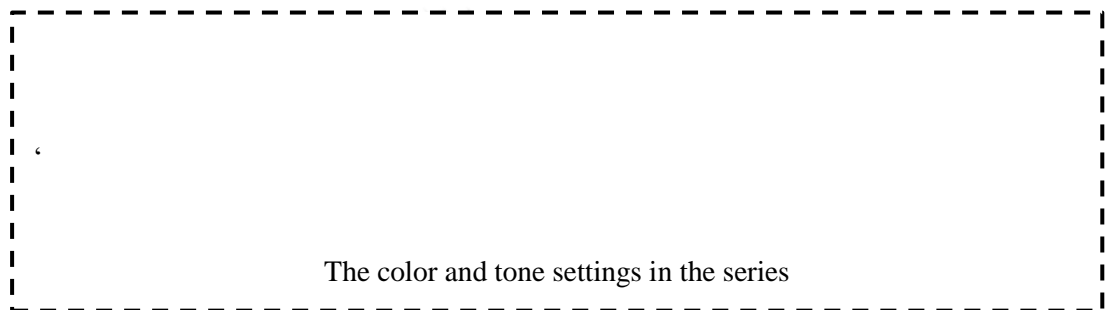 ‘
The color and tone settings in the series